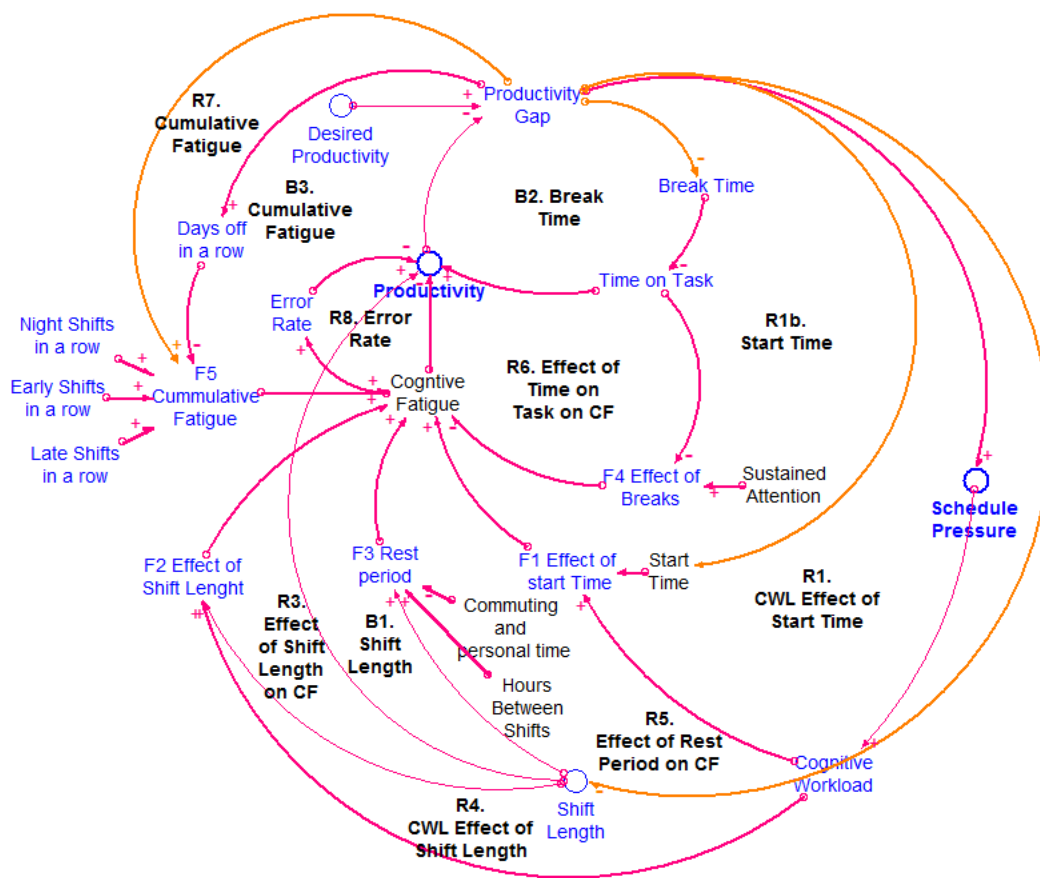 R7.
Cumulative
Fatigue
Productivity
Gap
Desired
Productivity
B3.
Cumulative
Fatigue
B2. Break
Time
Break Time
Days off
in a row
Productivity
Time on Task
Error
Rate
R8. Error
Rate
R1b.
Start Time
Night Shifts
in a row
Early Shifts
in a row
Late Shifts
in a row
F5
Cummulative
Fatigue
Cogntive
Fatigue
R6. Effect of
Time on
Task on CF
F4 Effect of
Breaks
Sustained
Attention
Schedule
Pressure
F2 Effect of
Shift Lenght
F3 Rest
period
F1 Effect of
start Time
Start
Time
R1.
CWL Effect of
Start Time
R3.
Effect
of Shift
Length
on CF
B1.
Shift
Length
Commuting
and
personal time
Hours
Between
Shifts
R5.
Effect of Rest
Period on CF
Cognitive
Workload
R4.
CWL Effect of
Shift Length
Shift
Length